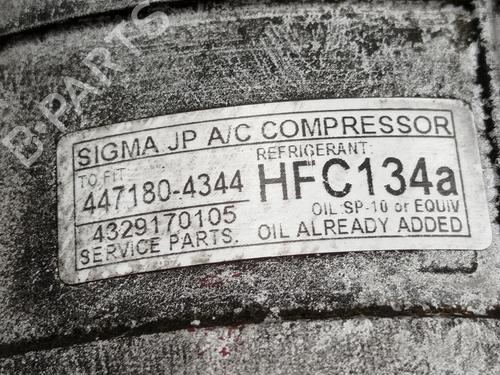 B-PARTS
SIGMA JP A/C COMPRESSOR
TO FIT:
447180-4344
4329170105
SERVICE PARTS.
REFRIGERANT:
HFC134a
OIL:SP-10 or EQUIV
OIL ALREADY ADDED